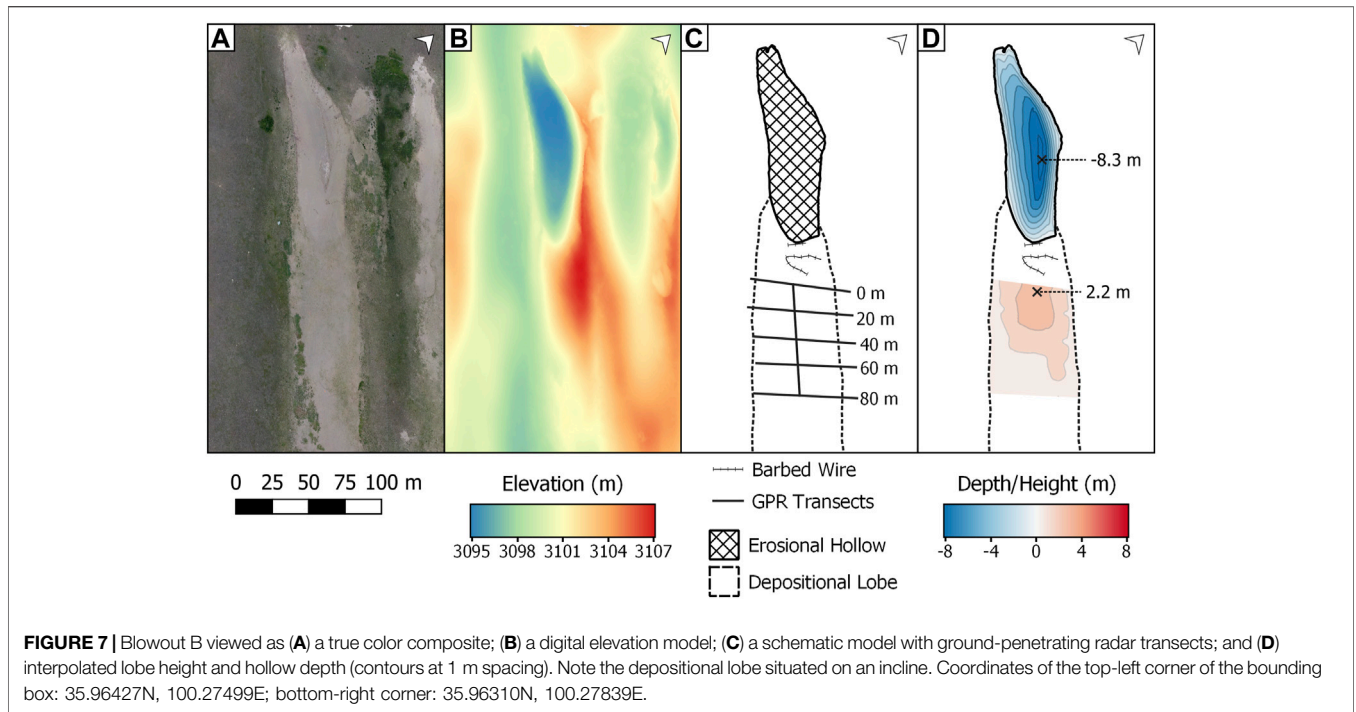 A
B
C
D
-8.3 m
2.2 m
0 m
20 m
40 m
60 m
80 m
0 25 50 75 100 m
Elevation (m)
3095 3098 3101 3104 3107
Barbed Wire
GPR Transects
Erosional Hollow
Depositional Lobe
Depth/Height (m)
-8 -4 0 4 8
FIGURE 7 | Blowout B viewed as (A) a true color composite; (B) a digital elevation model; (C) a schematic model with ground-penetrating radar transects; and (D)
interpolated lobe height and hollow depth (contours at 1 m spacing). Note the depositional lobe situated on an incline. Coordinates of the top-left corner of the bounding
box: 35.96427N, 100.27499E; bottom-right corner: 35.96310N, 100.27839E.